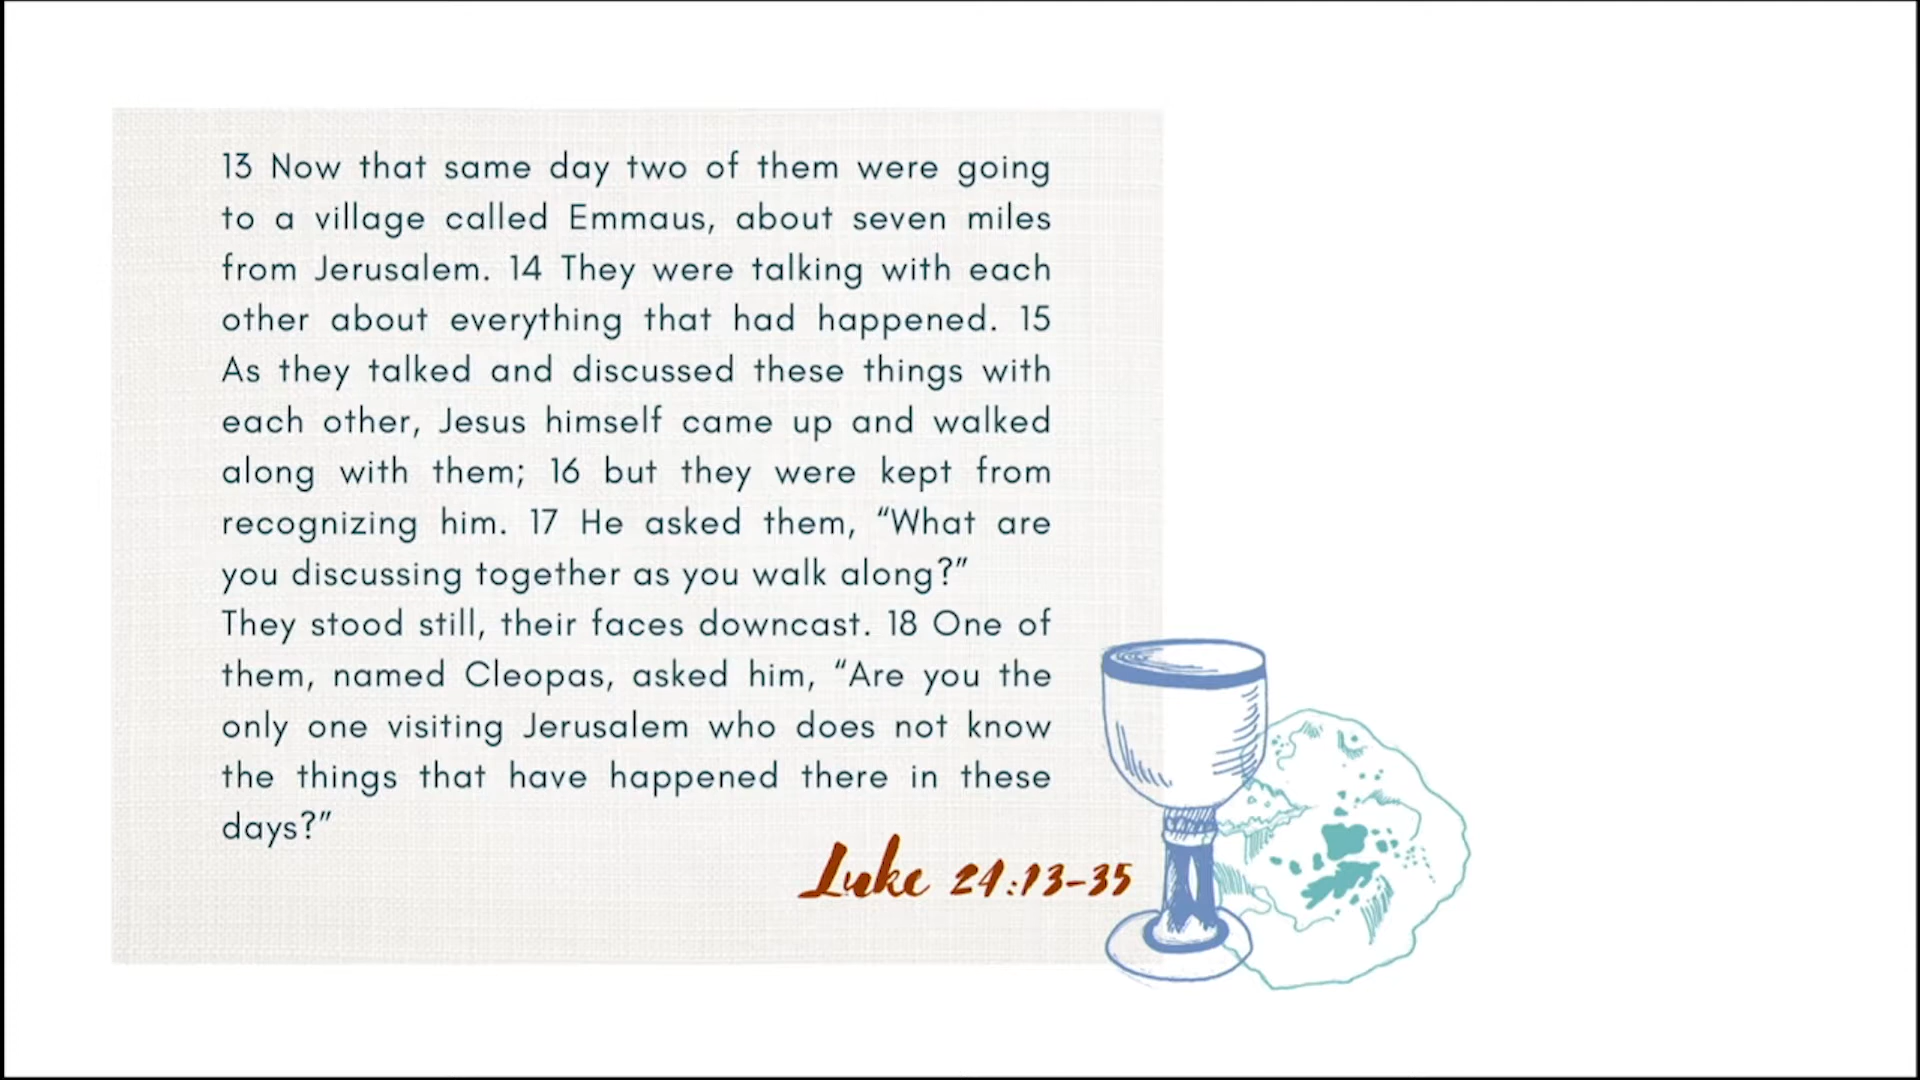 13 Now that same day two of them were going
to a village called Emmaus, about seven miles
from Jerusalem. 14 They were talking with each
other about everything that had happened. 15
As they talked and discussed these things with
each other, Jesus himself came up and walked
along with them; 16 but they were kept from
recognizing him. 17 He asked them, “What are
you discussing together as you walk along?”
They stood still, their faces downcast. 18 One of
them, named Cleopas, asked him, “Are you the
only one visiting Jerusalem who does not know
the things that have happened there in these
days?”
Luke 24:13-35